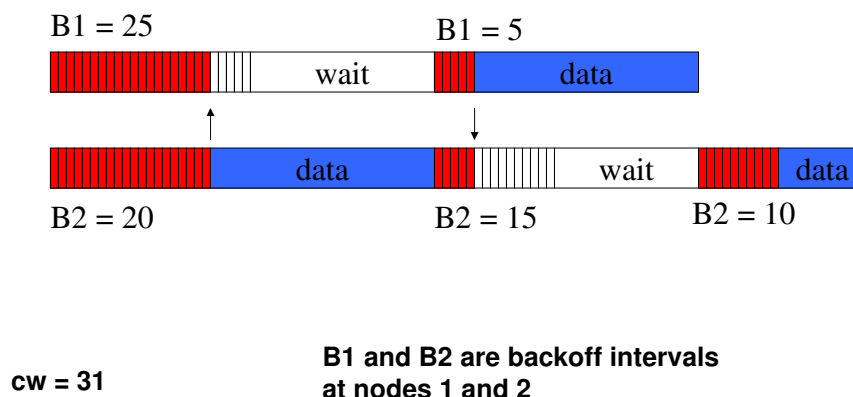 B1 = 25
B1 = 5
wait
data
data
wait
data
B2 = 20
B2 = 15
B2 = 10
cw = 31
B1 and B2 are backoff intervals
at nodes 1 and 2